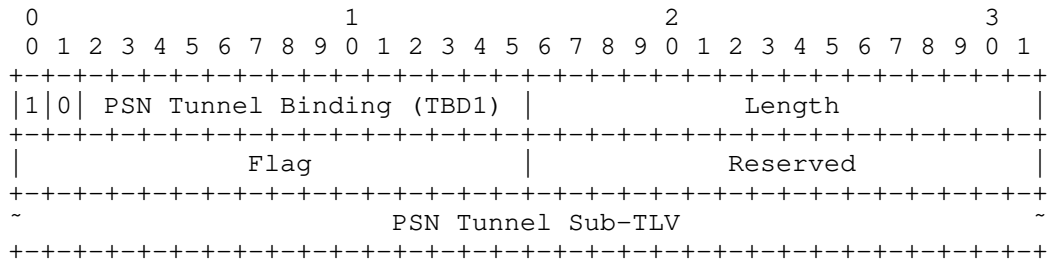 0                   1                   2                   3
 0 1 2 3 4 5 6 7 8 9 0 1 2 3 4 5 6 7 8 9 0 1 2 3 4 5 6 7 8 9 0 1
+-+-+-+-+-+-+-+-+-+-+-+-+-+-+-+-+-+-+-+-+-+-+-+-+-+-+-+-+-+-+-+-+
|1|0| PSN Tunnel Binding (TBD1) |             Length            |
+-+-+-+-+-+-+-+-+-+-+-+-+-+-+-+-+-+-+-+-+-+-+-+-+-+-+-+-+-+-+-+-+
|              Flag             |            Reserved           |
+-+-+-+-+-+-+-+-+-+-+-+-+-+-+-+-+-+-+-+-+-+-+-+-+-+-+-+-+-+-+-+-+
~                       PSN Tunnel Sub-TLV                      ~
+-+-+-+-+-+-+-+-+-+-+-+-+-+-+-+-+-+-+-+-+-+-+-+-+-+-+-+-+-+-+-+-+